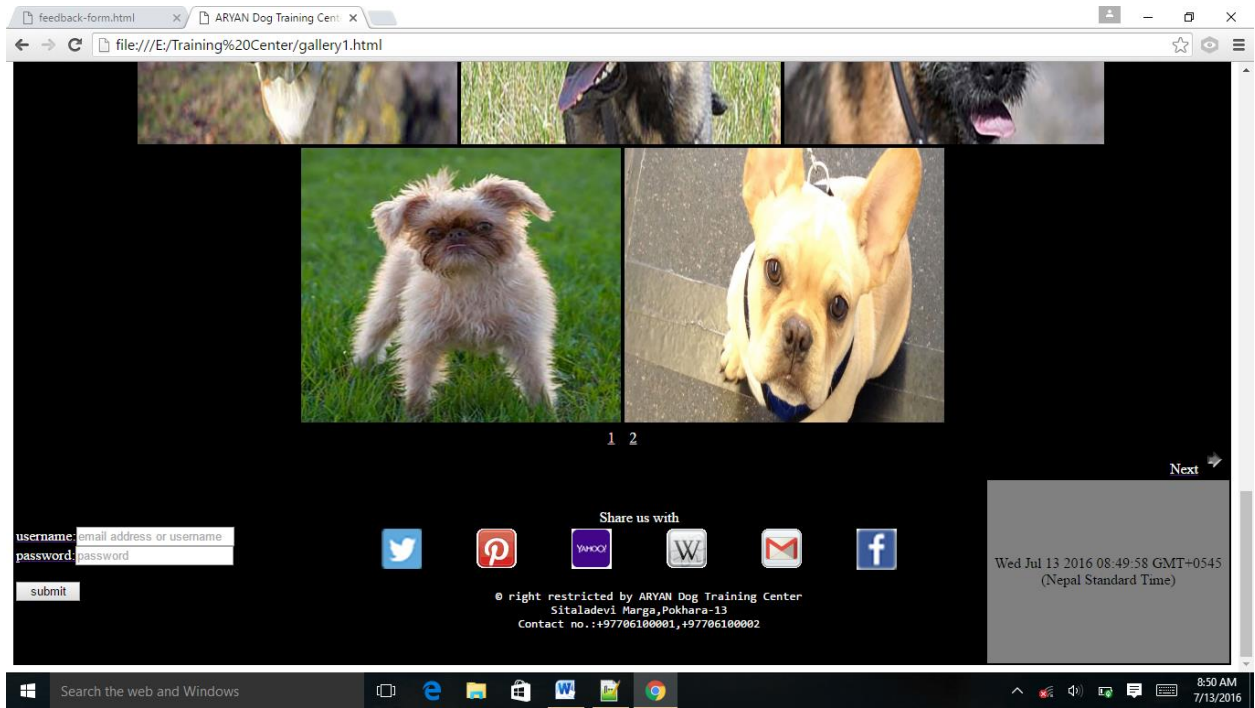 feedback-form.html
ARYAN Dog Training Cent
file:///E:/Training%20Center/gallery1.html
1 2
Next
Share us with
username:email address or username
password:password
YAHOO!
W
submit
Wed Jul 13 2016 08:49:58 GMT+0545
(Nepal Standard Time)
© right restricted by ARYAN Dog Training Center
Sitaladevi Marga,Pokhara-13
Contact no.:+97706100001,+97706100002
Search the web and Windows
8:50 AM
7/13/2016